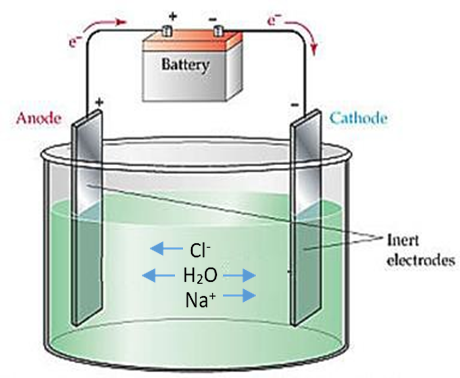 e⁻
+
−
e⁻
Battery
Anode
+
−
Cathode
Cl⁻
H₂O
Na⁺
Inert
electrodes